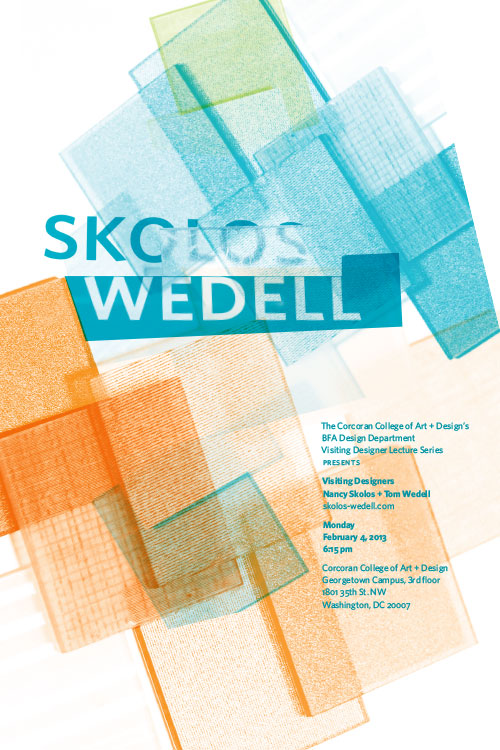 SKOLOS
WEDELL
The Corcoran College of Art + Design's
BFA Design Department
Visiting Designer Lecture Series
PRESENTS
Visiting Designers
Nancy Skolos + Tom Wedell
skolos-wedell.com
Monday
February 4, 2013
6:15 pm
Corcoran College of Art + Design
Georgetown Campus, 3rd floor
1801 35th St. NW
Washington, DC 20007